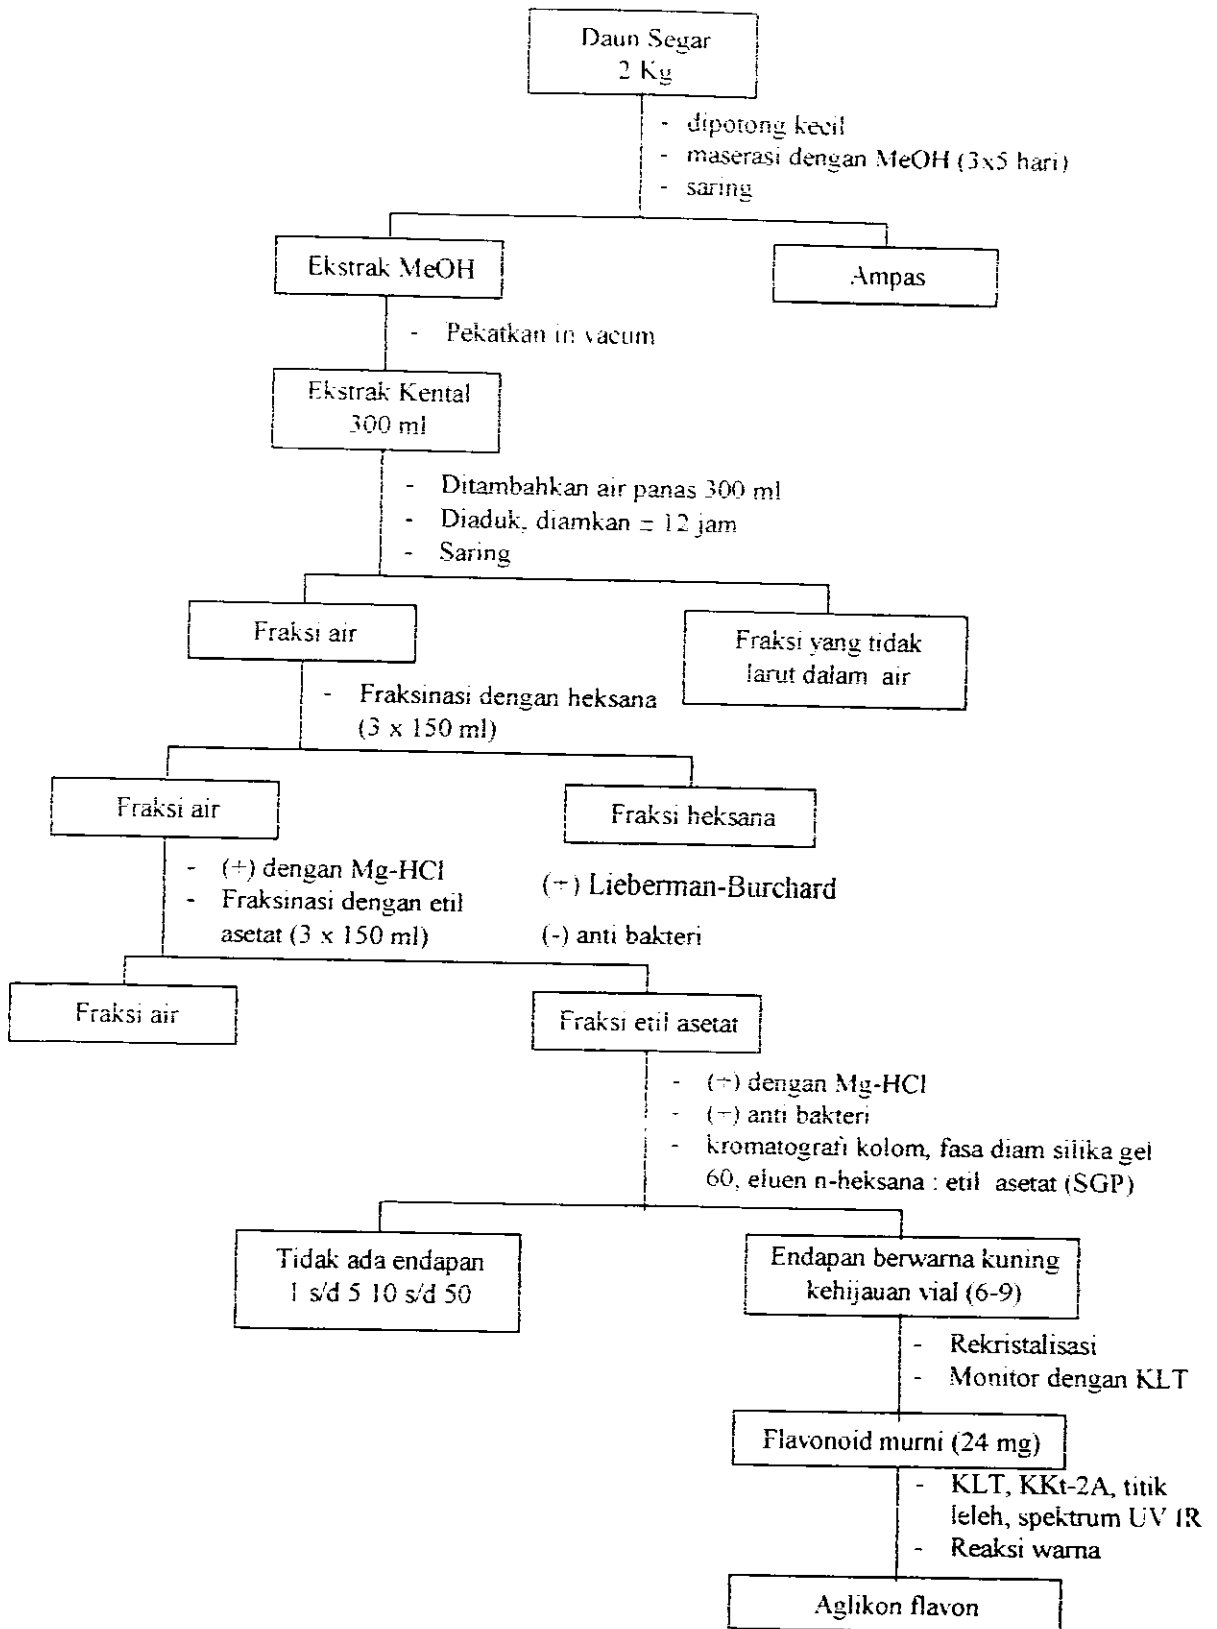 Daun Segar
2 Kg
- dipotong kecil
- maserasi dengan MeOH (3x5 hari)
- saring
Ekstrak MeOH
Ampas
- Pekatkan in vacum
Ekstrak Kental
300 ml
- Ditambahkan air panas 300 ml
- Diaduk, diamkan ± 12 jam
- Saring
Fraksi air
Fraksi yang tidak
larut dalam air
- Fraksinasi dengan heksana
(3 x 150 ml)
Fraksi air
Fraksi heksana
- (+) dengan Mg-HCl
- Fraksinasi dengan etil
asetat (3 x 150 ml)
(+) Lieberman-Burchard
(-) anti bakteri
Fraksi air
Fraksi etil asetat
- (+) dengan Mg-HCl
- (+) anti bakteri
- kromatografi kolom, fasa diam silika gel
60, eluen n-heksana : etil asetat (SGP)
Tidak ada endapan
1 s/d 5 10 s/d 50
Endapan berwarna kuning
kehijauan vial (6-9)
- Rekristalisasi
- Monitor dengan KLT
Flavonoid murni (24 mg)
- KLT, KKt-2A, titik
leleh, spektrum UV IR
- Reaksi warna
Aglikon flavon